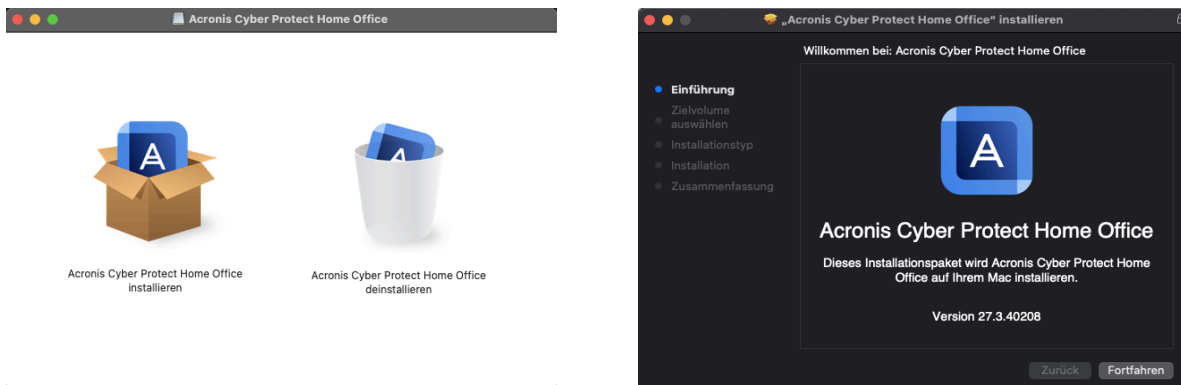 Acronis Cyber Protect Home Office
Acronis Cyber Protect Home Office
installieren
Acronis Cyber Protect Home Office
deinstallieren
„Acronis Cyber Protect Home Office“ installieren
Willkommen bei: Acronis Cyber Protect Home Office
Einführung
Zielvolume
auswählen
Installationstyp
Installation
Zusammenfassung
Acronis Cyber Protect Home Office
Dieses Installationspaket wird Acronis Cyber Protect Home
Office auf Ihrem Mac installieren.
Version 27.3.40208
Zurück
Fortfahren